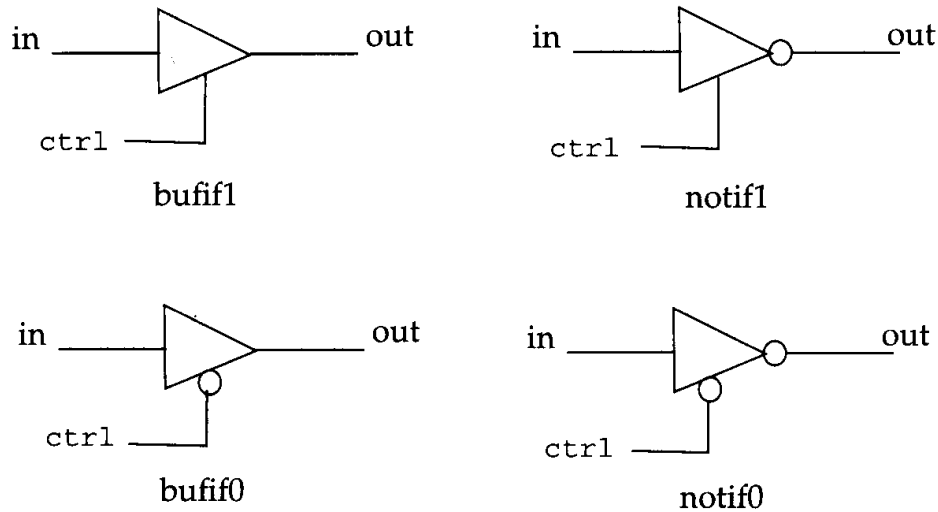 in
out
ctrl
bufif1
in
out
ctrl
notif1
in
out
ctrl
bufif0
in
out
ctrl
notif0